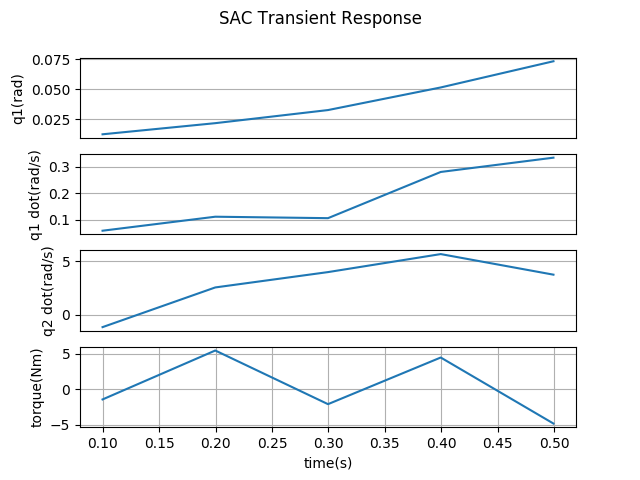 SAC Transient Response
0.075
0.050
0.025
q1(rad)
0.3
0.2
0.1
q1 dot(rad/s)
5
0
q2 dot(rad/s)
5
0
−5
torque(Nm)
0.10 0.15 0.20 0.25 0.30 0.35 0.40 0.45 0.50
time(s)